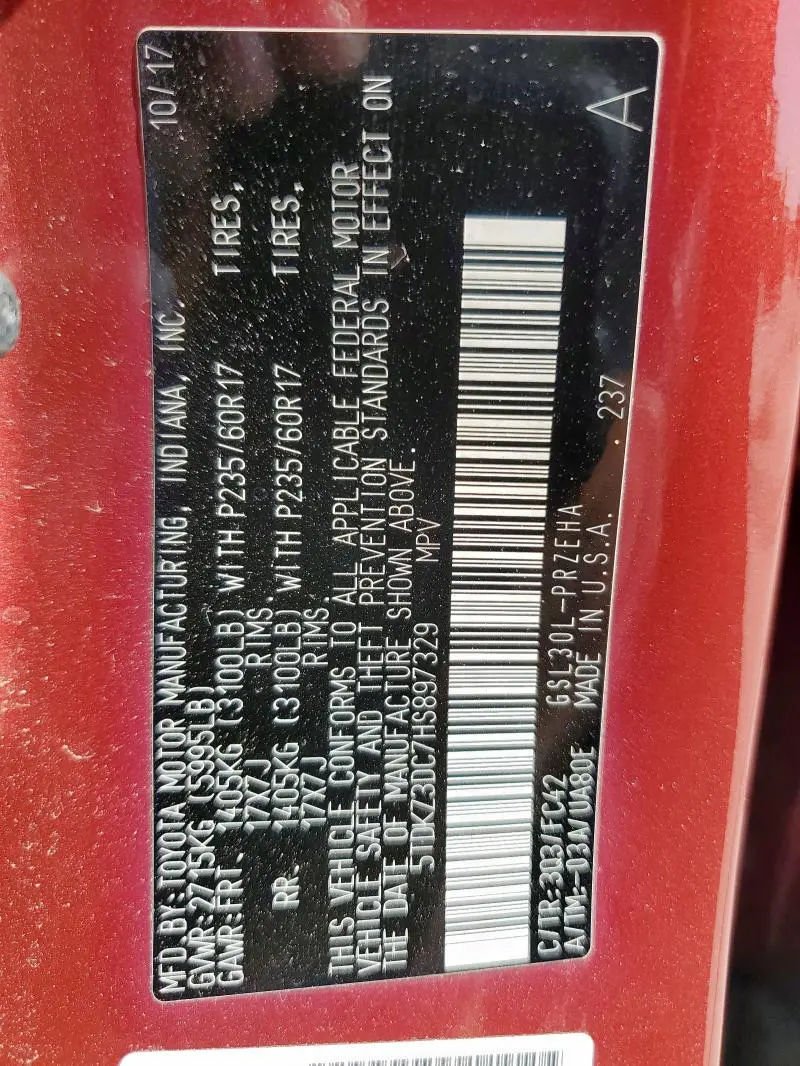 MFD BY: TOYOTA MOTOR MANUFACTURING, INDIANA, INC. 10/17
GVWR: 2715KG (5995LB)
GAWR: FRT. 1405KG (3100LB) WITH P235/60R17 TIRES,
17X7J RIMS.
RR. 1405KG (3100LB) WITH P235/60R17 TIRES,
17X7J RIMS
THIS VEHICLE CONFORMS TO ALL APPLICABLE FEDERAL MOTOR
VEHICLE SAFETY AND THEFT PREVENTION STANDARDS IN EFFECT ON
THE DATE OF MANUFACTURE SHOWN ABOVE.
5TDKZ3DC7HS897329 MPV
C/TR: 3Q3/FC42 GSL30L-PRZEHA
A/TM:-03A/UA80E MADE IN U.S.A. . 237
A